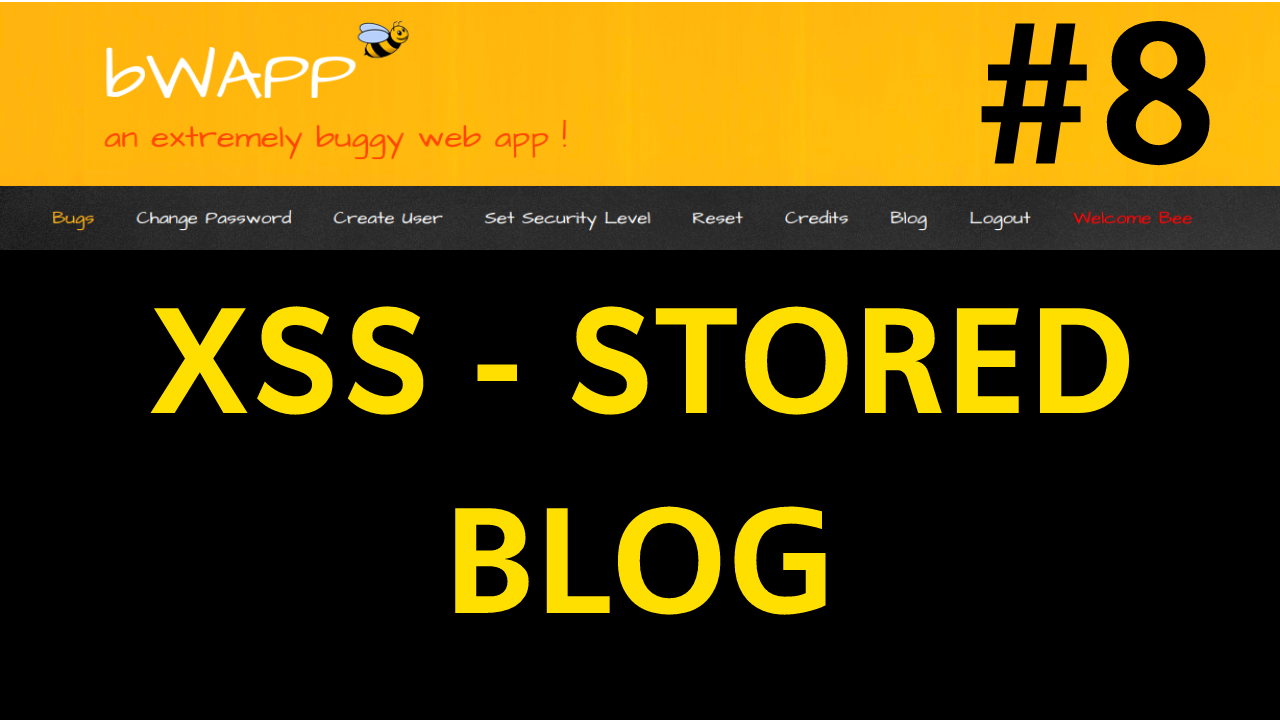 bWAPP
#8
an extremely buggy web app !
Bugs Change Password Create User Set Security Level Reset Credits Blog Logout Welcome Bee
XSS - STORED
BLOG